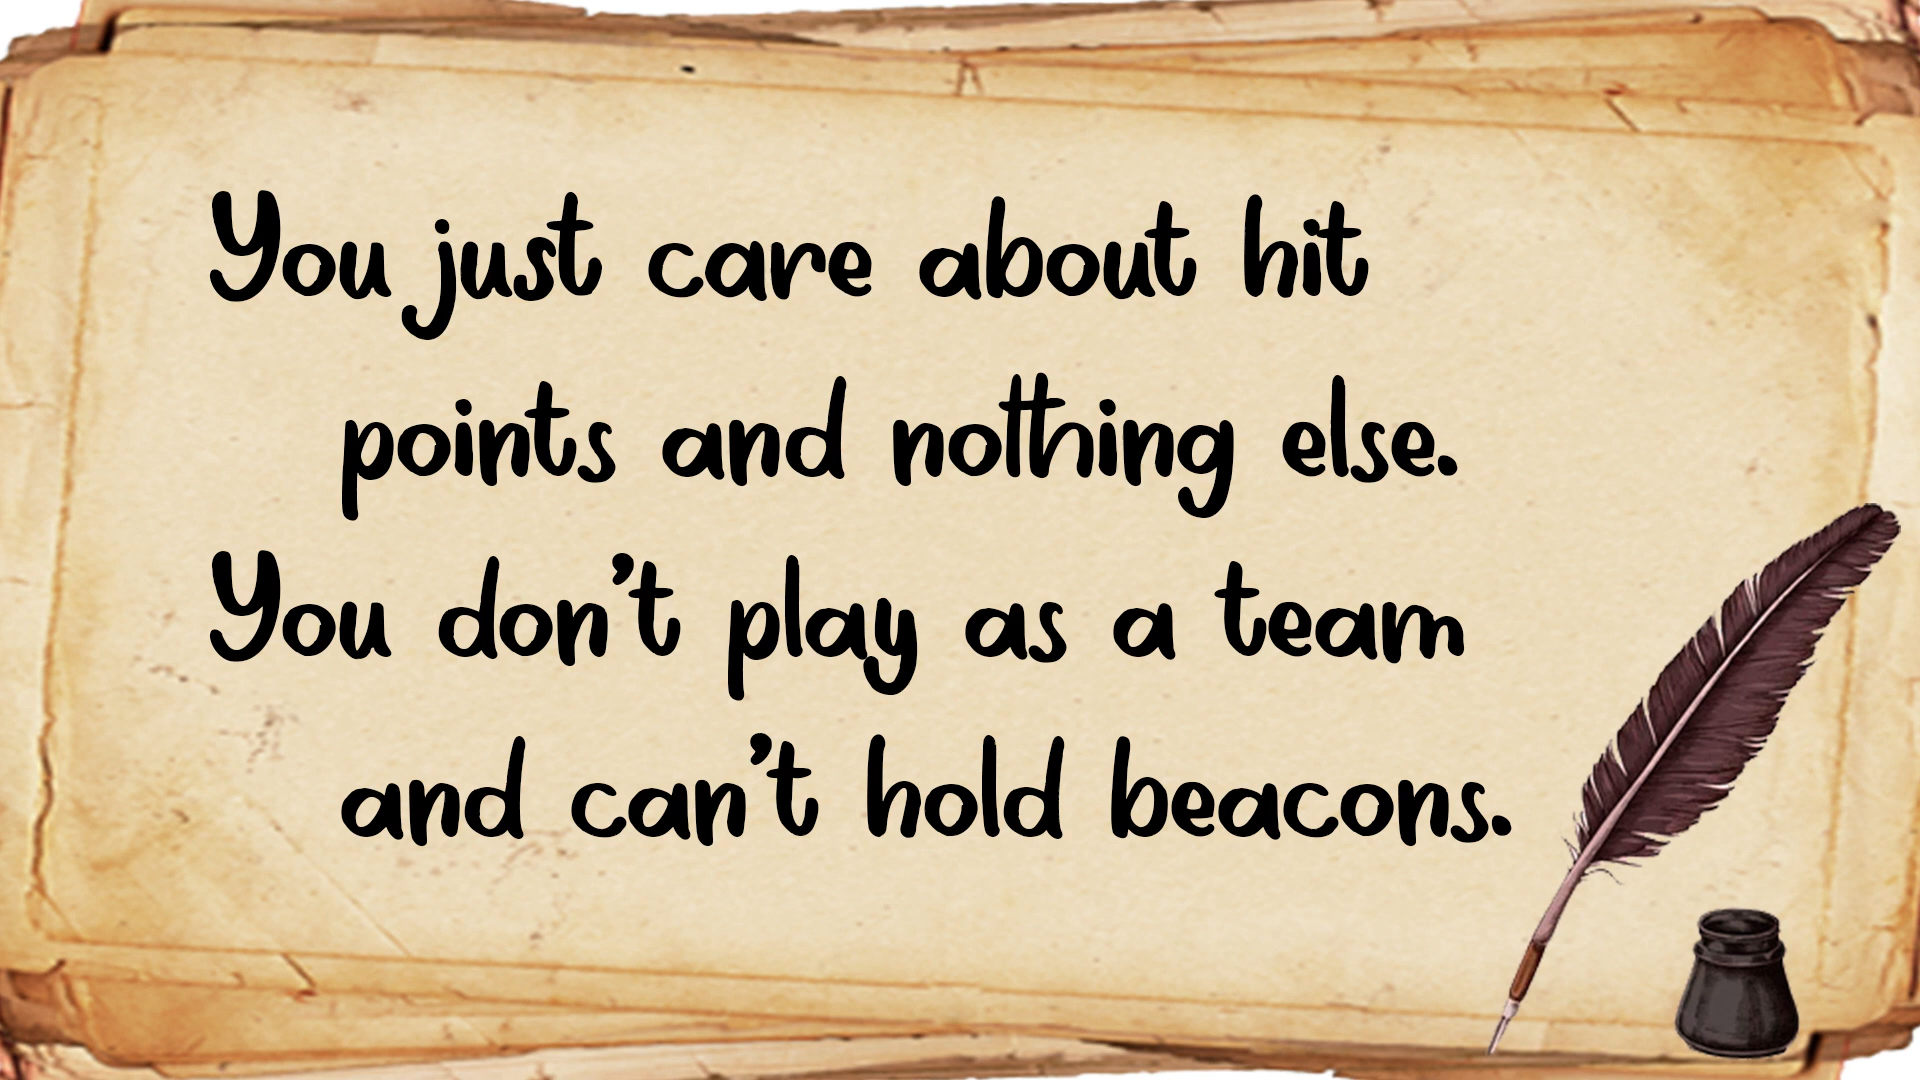 You just care about hit
points and nothing else.
You don't play as a team
and can't hold beacons.